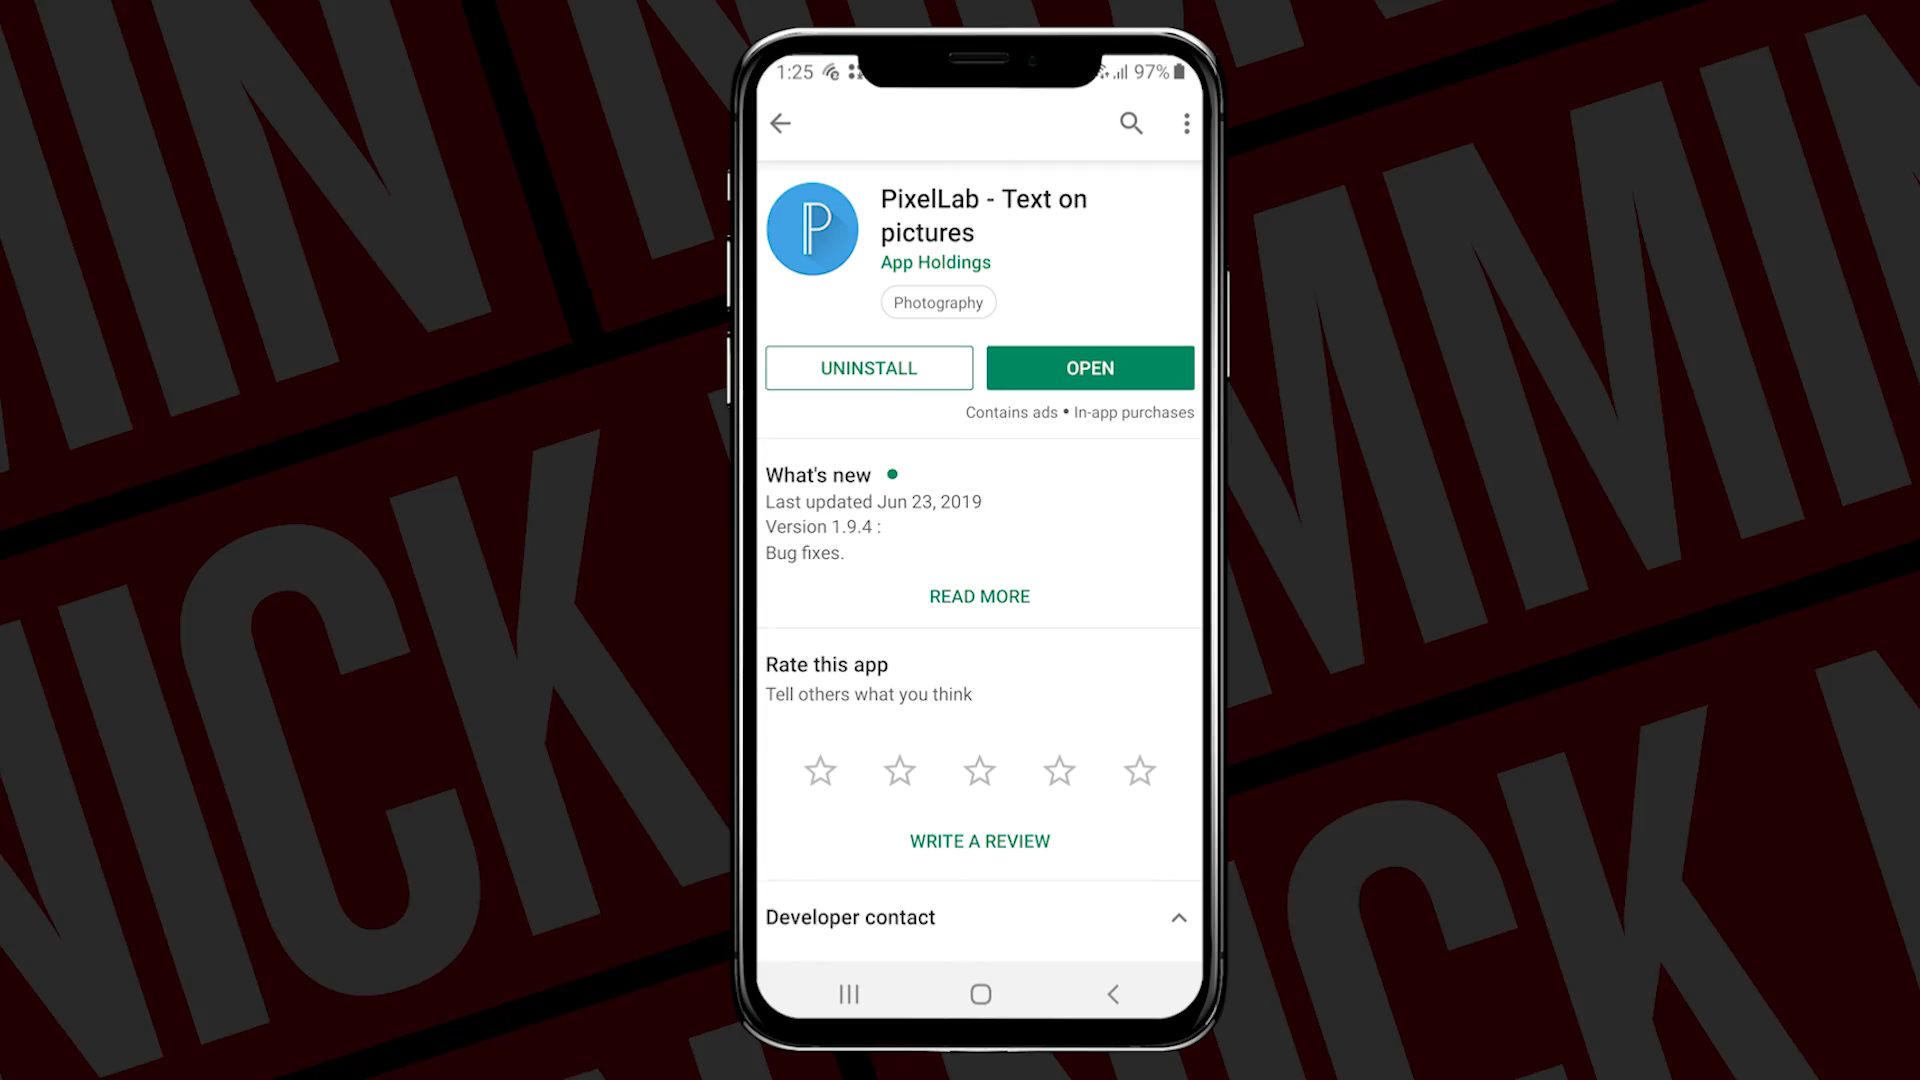 1:25 97%
PixelLab - Text on
pictures
App Holdings
Photography
UNINSTALL OPEN
Contains ads • In-app purchases
What's new
Last updated Jun 23, 2019
Version 1.9.4 :
Bug fixes.
READ MORE
Rate this app
Tell others what you think
WRITE A REVIEW
Developer contact
NICK
NICK